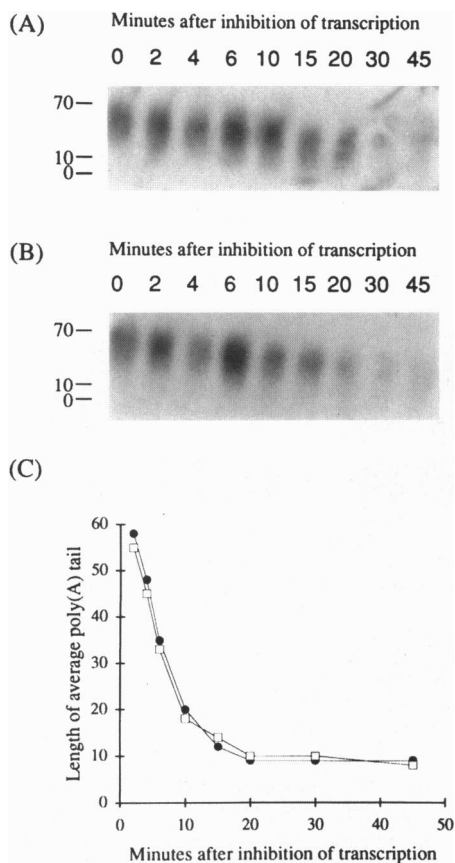 (A)
Minutes after inhibition of transcription
0 2 4 6 10 15 20 30 45
70
10
0
(B)
Minutes after inhibition of transcription
0 2 4 6 10 15 20 30 45
70
10
0
(C)
60
50
40
30
20
10
0
Length of average poly(A) tail
0 10 20 30 40 50
Minutes after inhibition of transcription